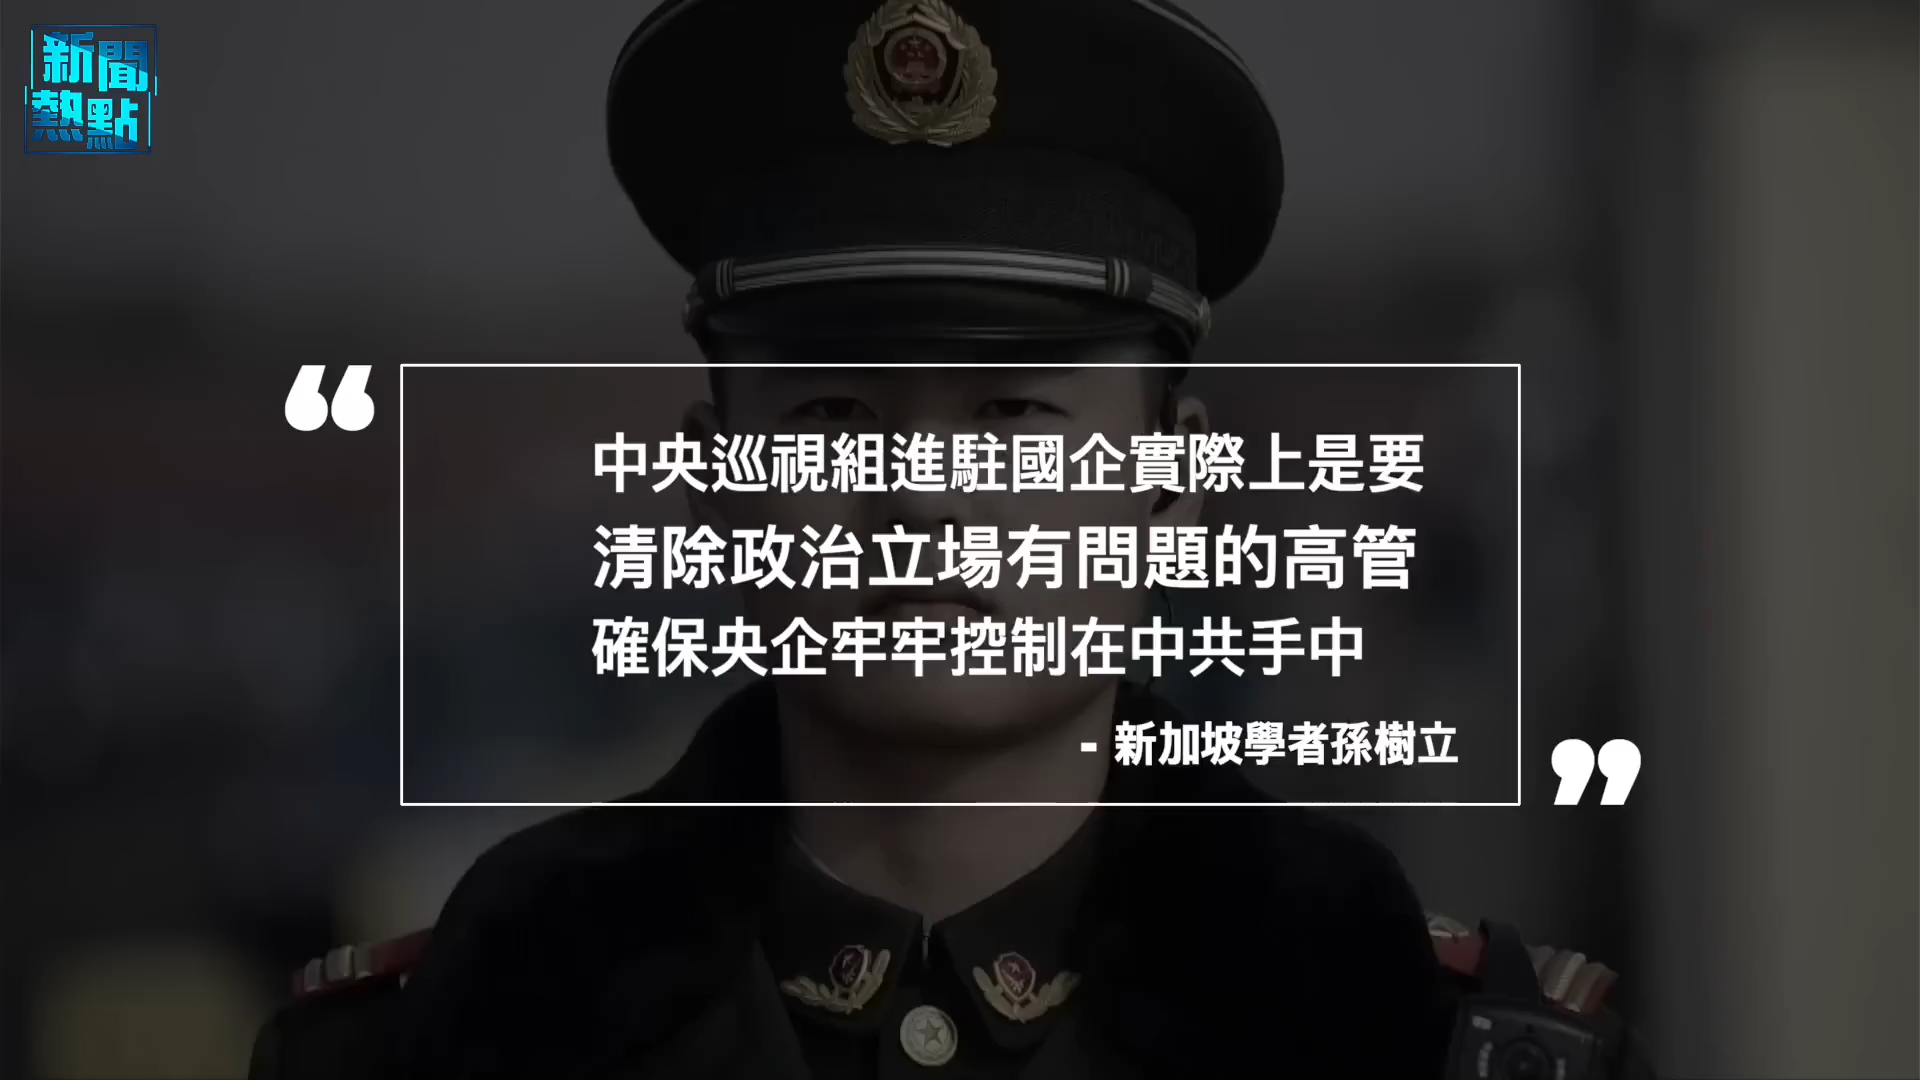 新聞
熱點
中央巡視組進駐國企實際上是要
清除政治立場有問題的高管
確保央企牢牢控制在中共手中
- 新加坡學者孫樹立